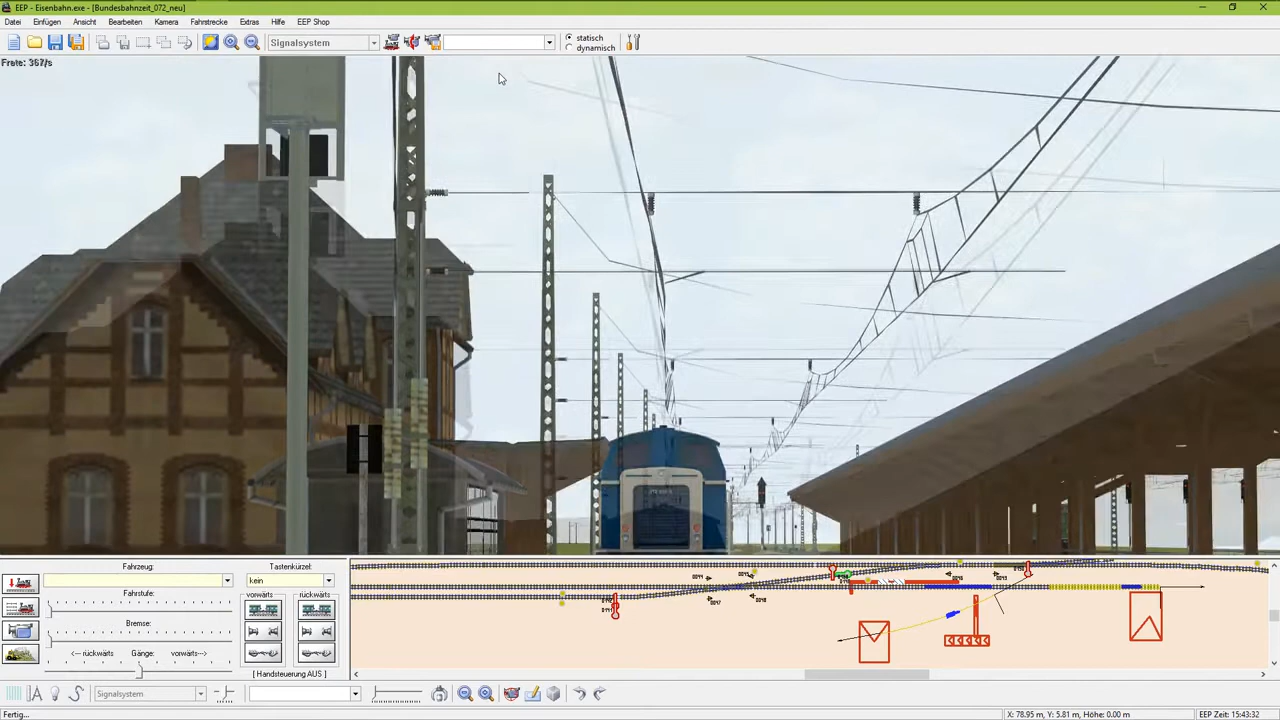 EEP - Eisenbahn.exe - [Bundesbahnzeit_072_neu]
Datei Einfügen Ansicht Bearbeiten Kamera Fahrstrecke Extras Hilfe EEP Shop
Signalsystem statisch
dynamisch
Fahrzeug: Tastenkürzel:
kein
Fahrstufe: vorwärts rückwärts
Bremse:
<--- rückwärts Gänge: vorwärts--->
[ Handsteuerung AUS ]
Signalsystem
Fertig... X: 78.95 m, Y: 5.81 m, Höhe: 0.00 m EEP Zeit: 15:43:32